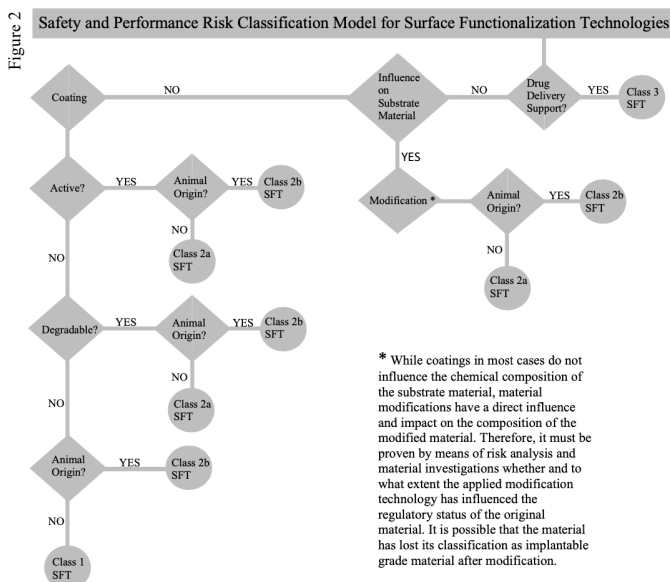 Figure 2
Safety and Performance Risk Classification Model for Surface Functionalization Technologies
Coating
NO
Influence
on
Substrate
Material
NO
Drug
Delivery
Support?
YES
Class 3
SFT
YES
Active?
YES
Animal
Origin?
YES
Class 2b
SFT
NO
Class 2a
SFT
Modification *
Animal
Origin?
YES
Class 2b
SFT
NO
Class 2a
SFT
NO
Degradable?
YES
Animal
Origin?
YES
Class 2b
SFT
NO
Class 2a
SFT
NO
Animal
Origin?
YES
Class 2b
SFT
NO
Class 1
SFT
* While coatings in most cases do not
influence the chemical composition of
the substrate material, material
modifications have a direct influence
and impact on the composition of the
modified material. Therefore, it must be
proven by means of risk analysis and
material investigations whether and to
what extent the applied modification
technology has influenced the
regulatory status of the original
material. It is possible that the material
has lost its classification as implantable
grade material after modification.